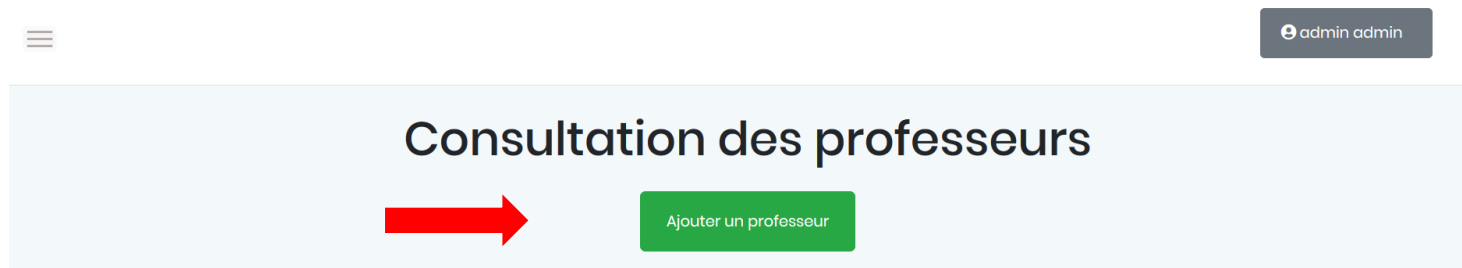 admin admin
Consultation des professeurs
Ajouter un professeur